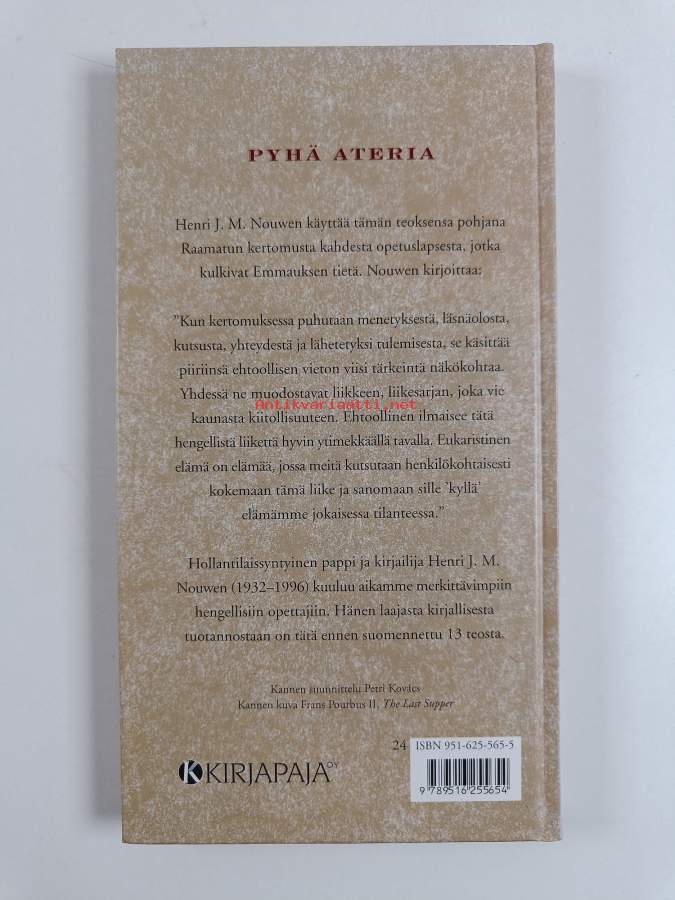 PYHÄ ATERIA
Henri J. M. Nouwen käyttää tämän teoksensa pohjana
Raamatun kertomusta kahdesta opetuslapsesta, jotka
kulkivat Emmauksen tietä. Nouwen kirjoittaa:
”Kun kertomuksessa puhutaan menetyksestä, läsnäolosta,
kutsusta, yhteydestä ja lähetetyksi tulemisesta, se käsittää
piiriinsä ehtoollisen vieton viisi tärkeintä näkökohtaa.
Yhdessä ne muodostavat liikkeen, liikesarjan, joka vie
Antikvariaatti.net
kaunasta kiitollisuuteen. Ehtoollinen ilmaisee tätä
hengellistä liikettä hyvin ytimekkäällä tavalla. Eukaristinen
elämä on elämää, jossa meitä kutsutaan henkilökohtaisesti
kokemaan tämä liike ja sanomaan sille ’kyllä’
elämämme jokaisessa tilanteessa.”
Hollantilaissyntyinen pappi ja kirjailija Henri J. M.
Nouwen (1932–1996) kuuluu aikamme merkittävimpiin
hengellisiin opettajiin. Hänen laajasta kirjallisesta
tuotannostaan on tätä ennen suomennettu 13 teosta.
Kannen suunnittelu Petri Kovács
Kannen kuva Frans Pourbus II, The Last Supper
24 ISBN 951-625-565-5
KIRJAPAJA OY
9 789516 255654